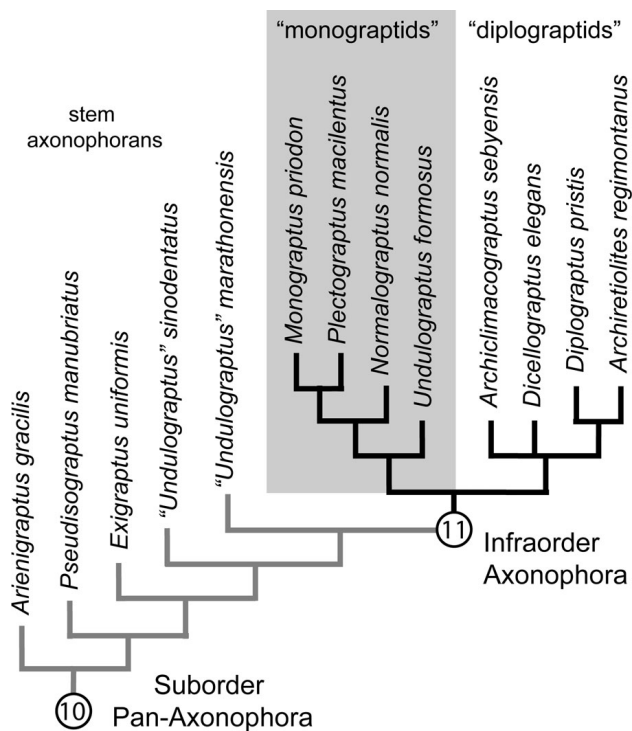 “monograptids”
“diplograptids”
stem
axonophorans
Arienigraptus gracilis
Pseudisograptus manubriatus
Exigraptus uniformis
“Undulograptus” sinodentatus
“Undulograptus” marathonensis
Monograptus priodon
Plectograptus macilentus
Normalograptus normalis
Undulograptus formosus
Archiclimacograptus sebyensis
Dicellograptus elegans
Diplograptus pristis
Archiretiolites regimontanus
11
Infraorder
Axonophora
10
Suborder
Pan-Axonophora